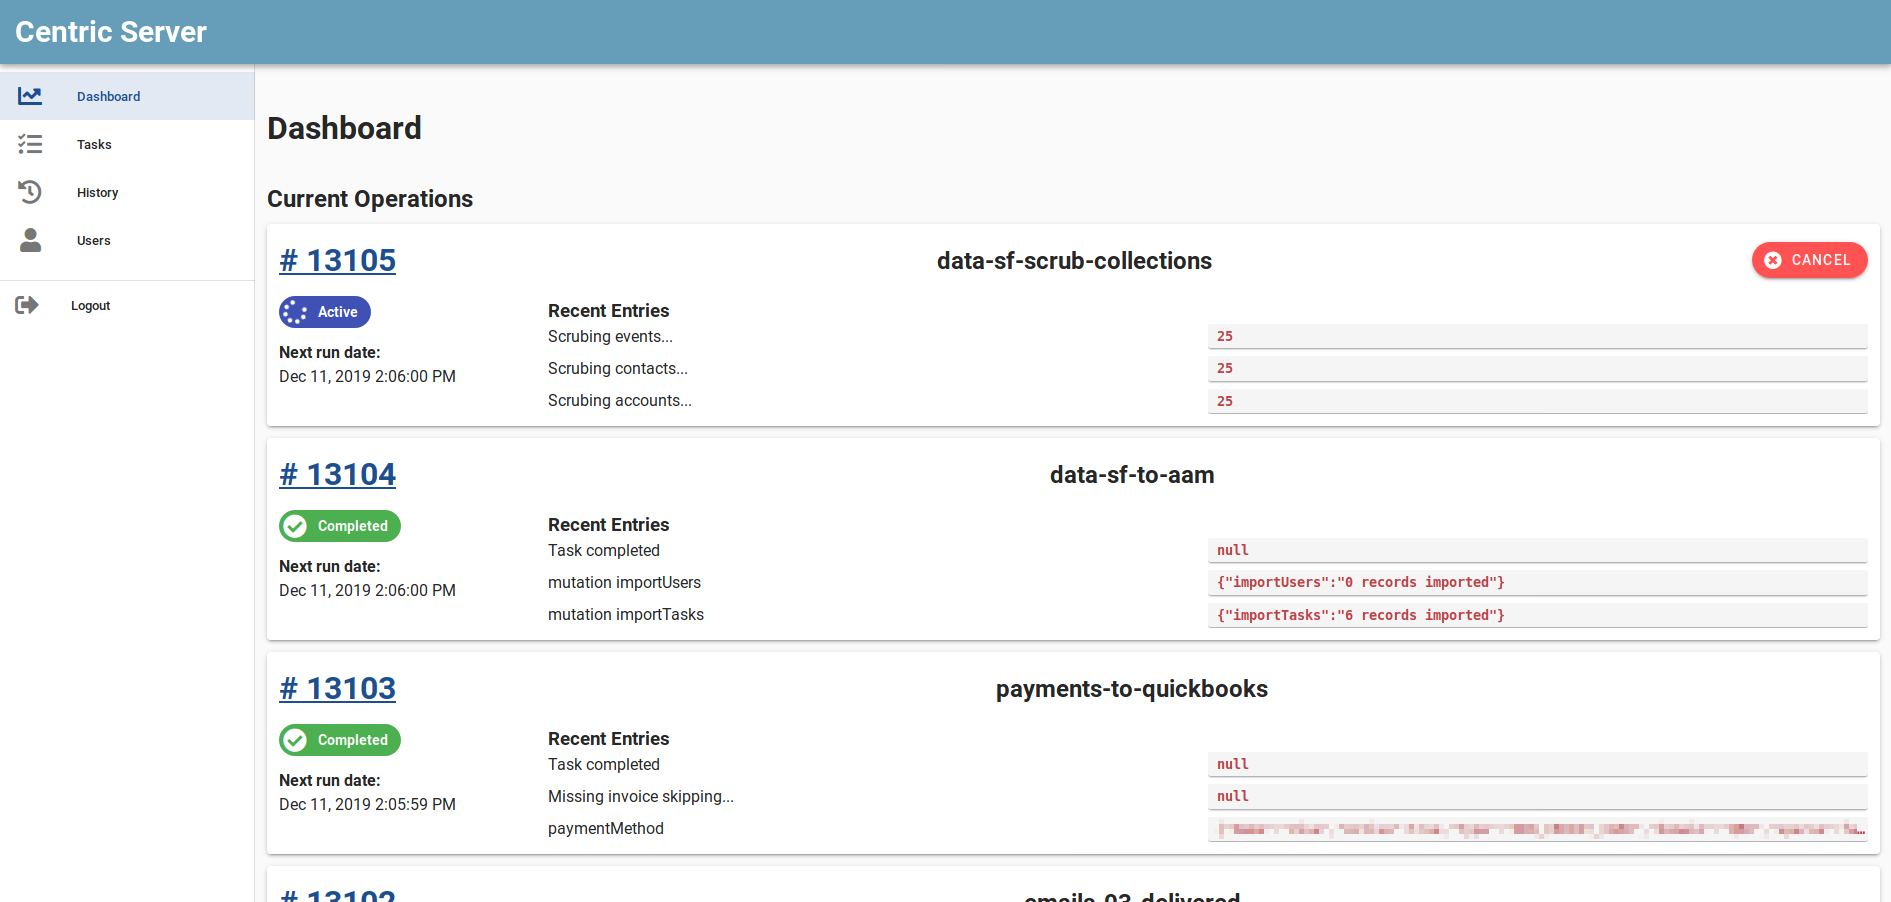 Centric Server
Dashboard
Tasks
History
Users
Logout
Dashboard
Current Operations
# 13105
data-sf-scrub-collections
CANCEL
Active
Next run date:
Dec 11, 2019 2:06:00 PM
Recent Entries
Scrubing events... 25
Scrubing contacts... 25
Scrubing accounts... 25
# 13104
data-sf-to-aam
Completed
Next run date:
Dec 11, 2019 2:06:00 PM
Recent Entries
Task completed null
mutation importUsers {"importUsers":"0 records imported"}
mutation importTasks {"importTasks":"6 records imported"}
# 13103
payments-to-quickbooks
Completed
Next run date:
Dec 11, 2019 2:05:59 PM
Recent Entries
Task completed null
Missing invoice skipping... null
paymentMethod
# 13102
emails-03-delivered